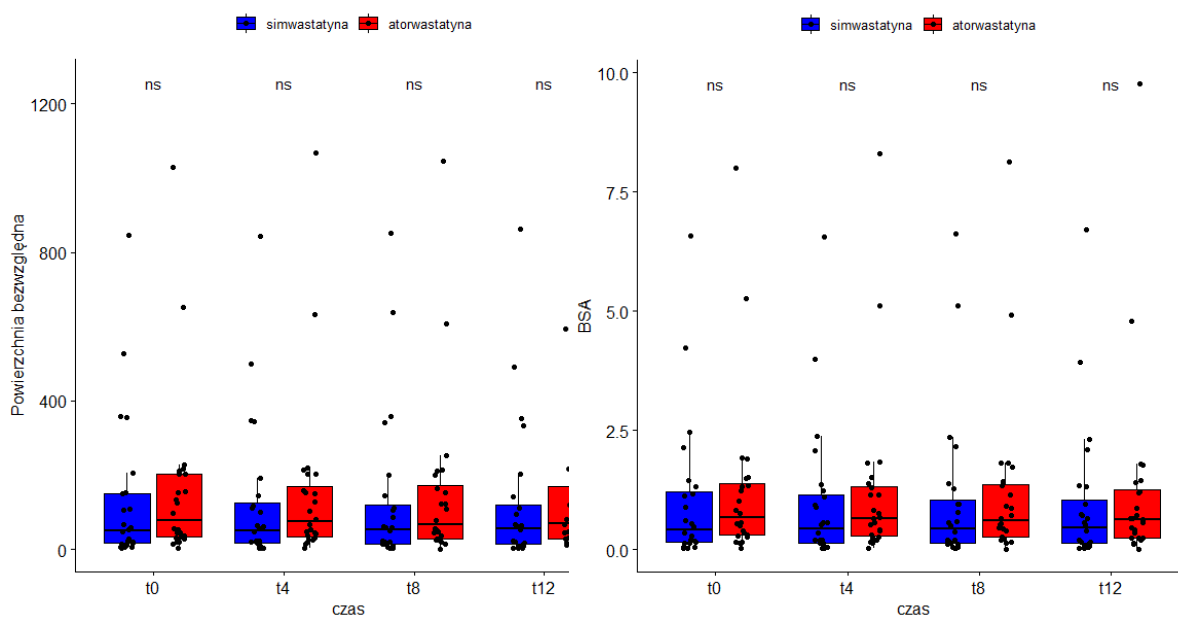 simwastatyna atorwastatyna
ns ns ns ns
1200
800
400
0
Powierzchnia bezwzględna
t0 t4 t8 t12
czas
simwastatyna atorwastatyna
ns ns ns ns
10.0
7.5
5.0
2.5
0.0
BSA
t0 t4 t8 t12
czas